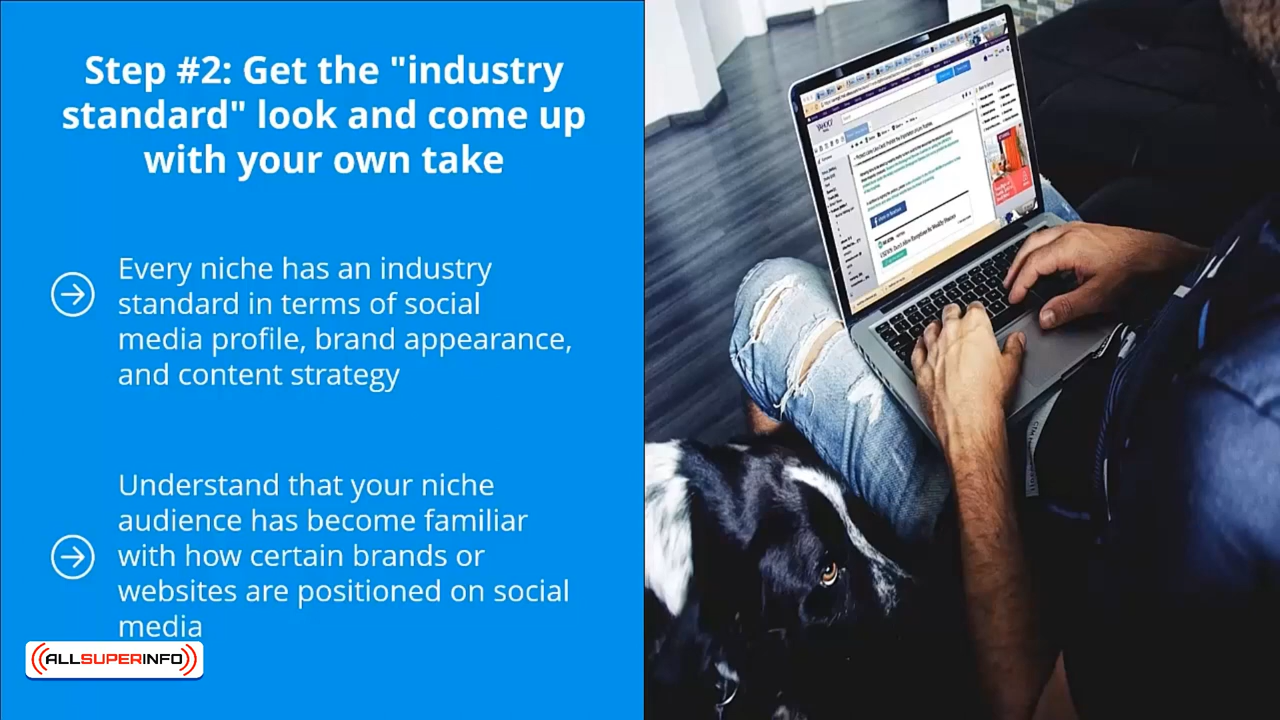 Step #2: Get the "industry
standard" look and come up
with your own take
Every niche has an industry
standard in terms of social
media profile, brand appearance,
and content strategy
Understand that your niche
audience has become familiar
with how certain brands or
websites are positioned on social
media
ALLSUPERINFO
YAHOO!